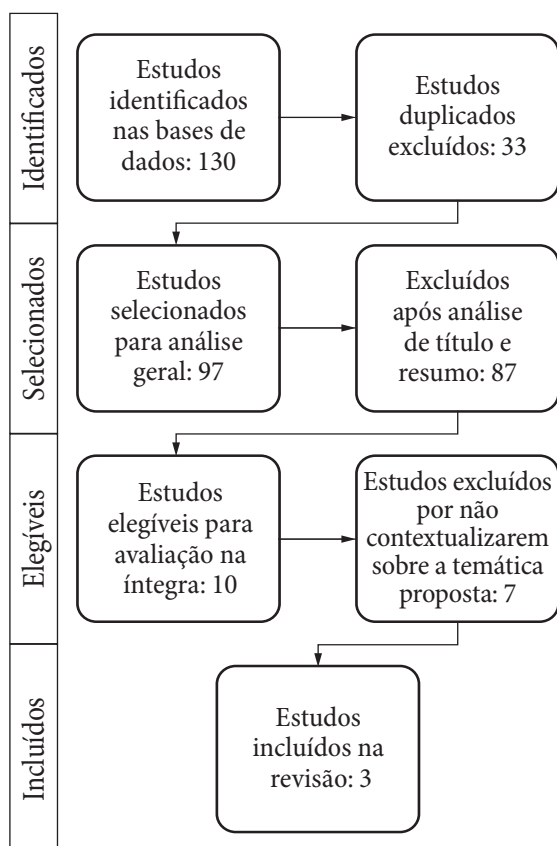 Identificados
Estudos
identificados
nas bases de
dados: 130
Estudos
duplicados
excluídos: 33
Selecionados
Estudos
selecionados
para análise
geral: 97
Excluídos
após análise
de título e
resumo: 87
Elegíveis
Estudos
elegíveis para
avaliação na
íntegra: 10
Estudos excluídos
por não
contextualizarem
sobre a temática
proposta: 7
Incluídos
Estudos
incluídos na
revisão: 3